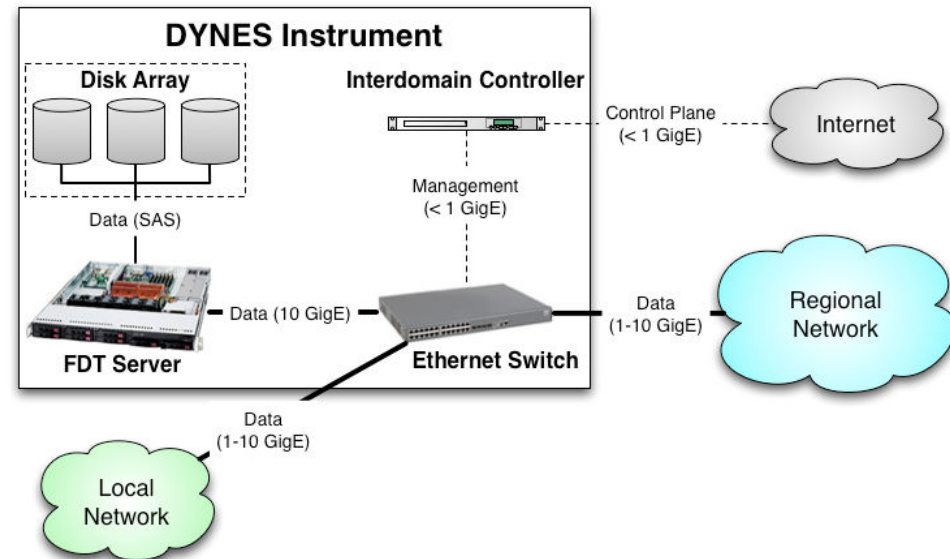 DYNES Instrument
Disk Array
Interdomain Controller
Control Plane
(< 1 GigE)
Internet
Management
(< 1 GigE)
Data (SAS)
Data (10 GigE)
Data
(1-10 GigE)
Regional
Network
FDT Server
Ethernet Switch
Data
(1-10 GigE)
Local
Network